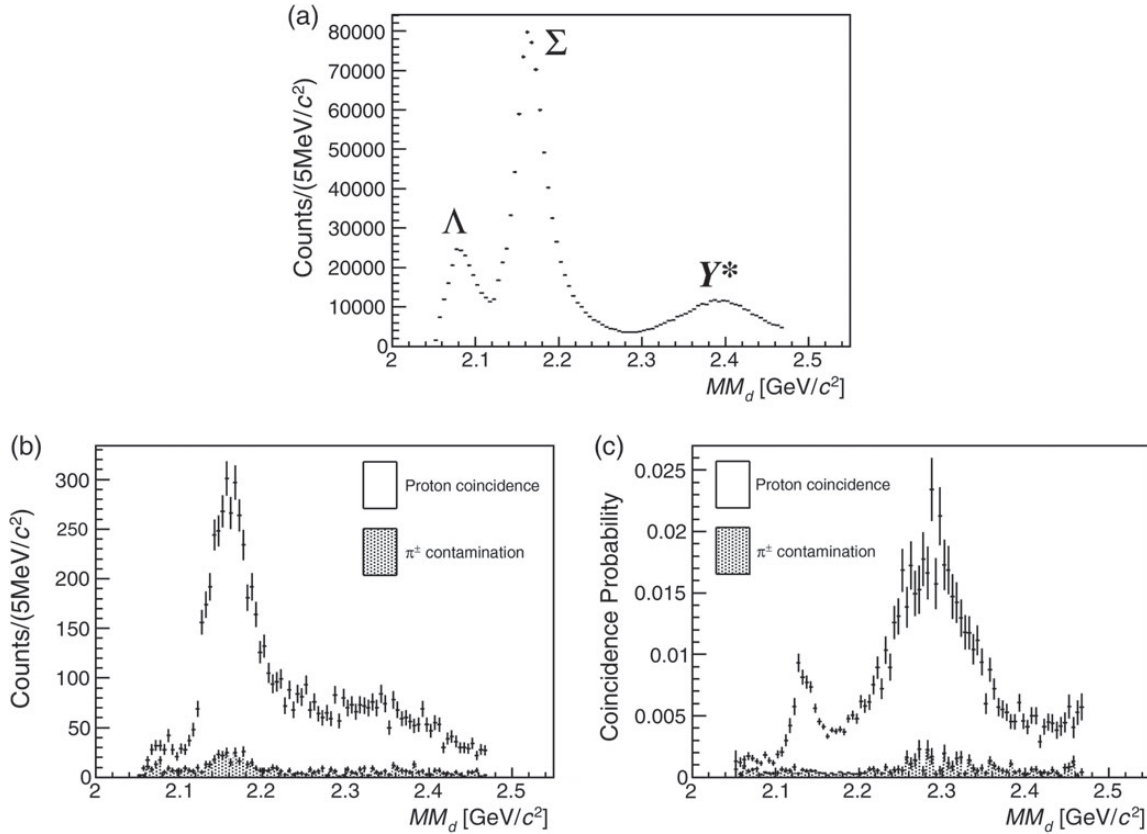 (a)
Counts/(5MeV/c²)
80000
70000
60000
50000
40000
30000
20000
10000
0
Λ
Σ
Y*
2 2.1 2.2 2.3 2.4 2.5
MM_d [GeV/c²]
(b)
Counts/(5MeV/c²)
300
250
200
150
100
50
0
Proton coincidence
π± contamination
2 2.1 2.2 2.3 2.4 2.5
MM_d [GeV/c²]
(c)
Coincidence Probability
0.025
0.02
0.015
0.01
0.005
0
Proton coincidence
π± contamination
2 2.1 2.2 2.3 2.4 2.5
MM_d [GeV/c²]